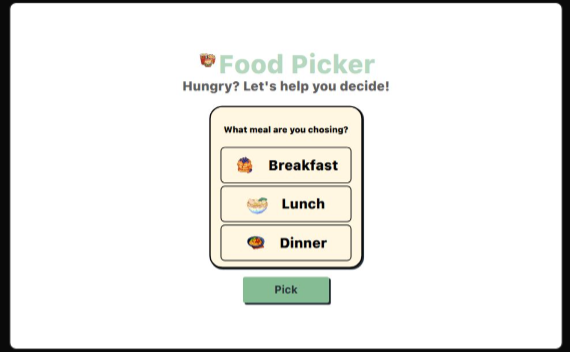 Food Picker
Hungry? Let's help you decide!
What meal are you chosing?
Breakfast
Lunch
Dinner
Pick